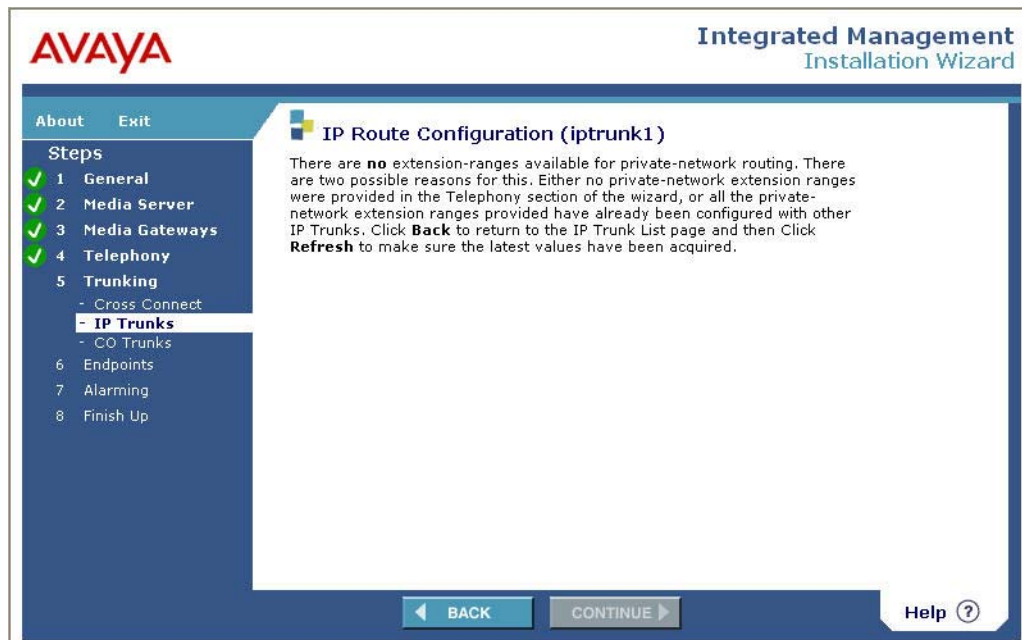 AVAYA
Integrated Management
Installation Wizard
About Exit
Steps
1 General
2 Media Server
3 Media Gateways
4 Telephony
5 Trunking
- Cross Connect
- IP Trunks
- CO Trunks
6 Endpoints
7 Alarming
8 Finish Up
IP Route Configuration (iptrunk1)
There are no extension-ranges available for private-network routing. There
are two possible reasons for this. Either no private-network extension ranges
were provided in the Telephony section of the wizard, or all the private-
network extension ranges provided have already been configured with other
IP Trunks. Click Back to return to the IP Trunk List page and then Click
Refresh to make sure the latest values have been acquired.
BACK
CONTINUE
Help ?